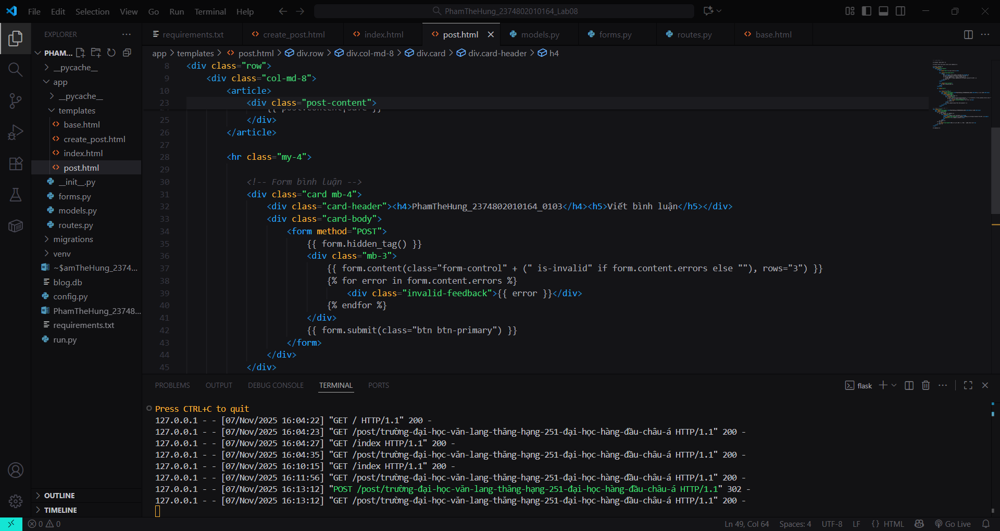 File Edit Selection View Go Run Terminal Help
PhamTheHung_2374802010164_Lab08
EXPLORER
PHAM...
__pycache__
app
__pycache__
templates
base.html
create_post.html
index.html
post.html
__init__.py
forms.py
models.py
routes.py
migrations
venv
~$amTheHung_2374...
blog.db
config.py
PhamTheHung_23748...
requirements.txt
run.py
OUTLINE
TIMELINE
requirements.txt create_post.html index.html post.html models.py forms.py routes.py base.html
app > templates > post.html > div.row > div.col-md-8 > div.card > div.card-header > h4
8 <div class="row">
9 <div class="col-md-8">
10 <article>
23 <div class="post-content">
25 </div>
26 </article>
27
28 <hr class="my-4">
29
30 <!-- Form bình luận -->
31 <div class="card mb-4">
32 <div class="card-header"><h4>PhamTheHung_2374802010164_0103</h4><h5>Viết bình luận</h5></div>
33 <div class="card-body">
34 <form method="POST">
35 {{ form.hidden_tag() }}
36 <div class="mb-3">
37 {{ form.content(class="form-control" + (" is-invalid" if form.content.errors else ""), rows="3") }}
38 {% for error in form.content.errors %}
39 <div class="invalid-feedback">{{ error }}</div>
40 {% endfor %}
41 </div>
42 {{ form.submit(class="btn btn-primary") }}
43 </form>
44 </div>
45 </div>
PROBLEMS OUTPUT DEBUG CONSOLE TERMINAL PORTS
flask
Press CTRL+C to quit
127.0.0.1 - - [07/Nov/2025 16:04:22] "GET / HTTP/1.1" 200 -
127.0.0.1 - - [07/Nov/2025 16:04:23] "GET /post/trường-đại-học-văn-lang-thăng-hạng-251-đại-học-hàng-đầu-châu-á HTTP/1.1" 200 -
127.0.0.1 - - [07/Nov/2025 16:04:27] "GET /index HTTP/1.1" 200 -
127.0.0.1 - - [07/Nov/2025 16:04:35] "GET /post/trường-đại-học-văn-lang-thăng-hạng-251-đại-học-hàng-đầu-châu-á HTTP/1.1" 200 -
127.0.0.1 - - [07/Nov/2025 16:10:15] "GET /index HTTP/1.1" 200 -
127.0.0.1 - - [07/Nov/2025 16:11:56] "GET /post/trường-đại-học-văn-lang-thăng-hạng-251-đại-học-hàng-đầu-châu-á HTTP/1.1" 200 -
127.0.0.1 - - [07/Nov/2025 16:13:12] "POST /post/trường-đại-học-văn-lang-thăng-hạng-251-đại-học-hàng-đầu-châu-á HTTP/1.1" 302 -
127.0.0.1 - - [07/Nov/2025 16:13:12] "GET /post/trường-đại-học-văn-lang-thăng-hạng-251-đại-học-hàng-đầu-châu-á HTTP/1.1" 200 -
0 0
Ln 49, Col 64 Spaces: 4 UTF-8 LF {} HTML Go Live